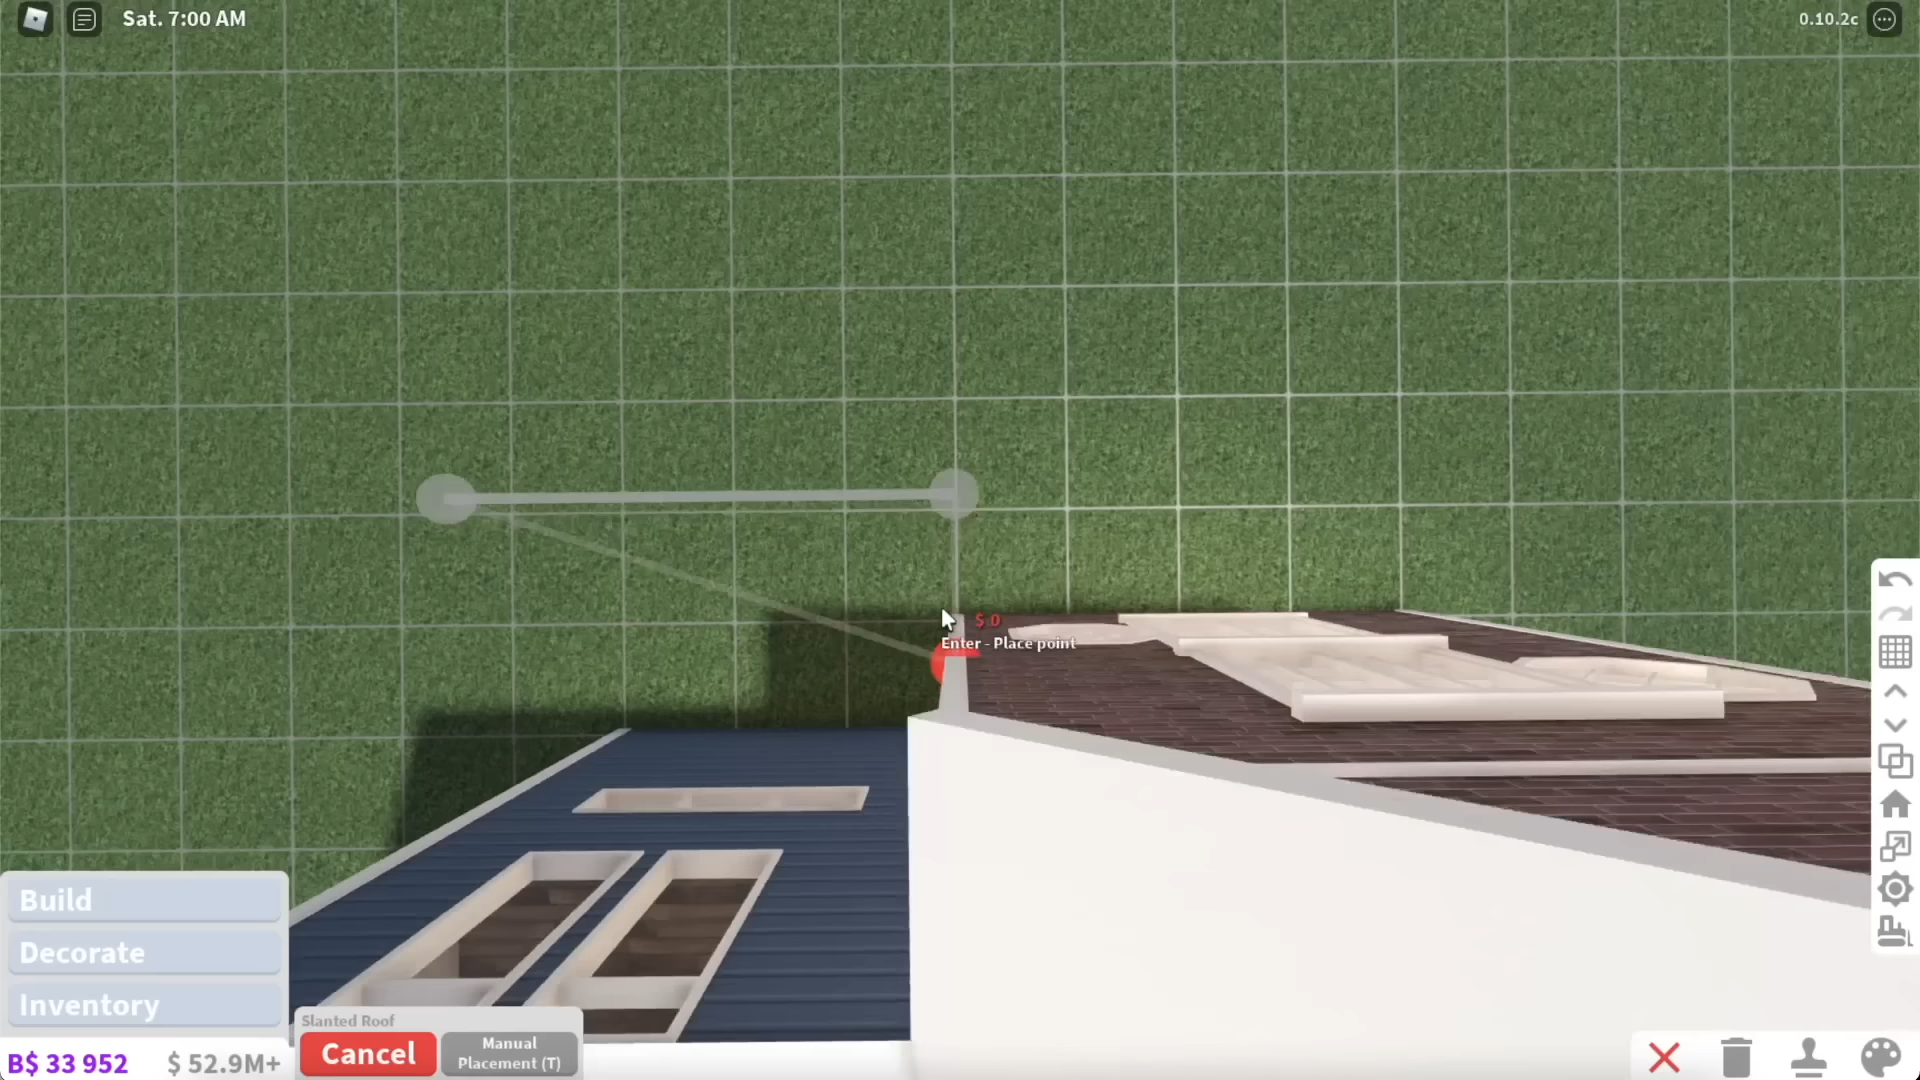 Sat. 7:00 AM
0.10.2c
$ 0
Enter - Place point
Build
Decorate
Inventory
Slanted Roof
Cancel
Manual
Placement (T)
B$ 33 952
$ 52.9M+